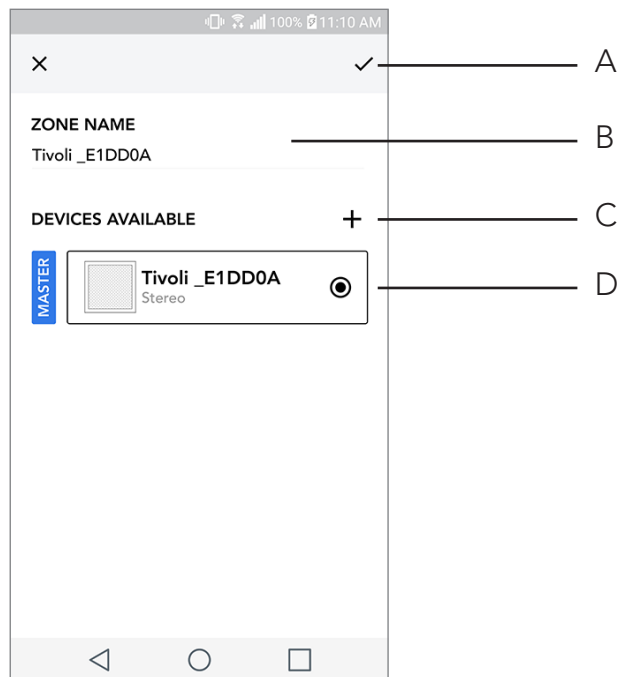 100% 11:10 AM
A
ZONE NAME
B
Tivoli _E1DD0A
DEVICES AVAILABLE
C
MASTER
Tivoli _E1DD0A
D
Stereo